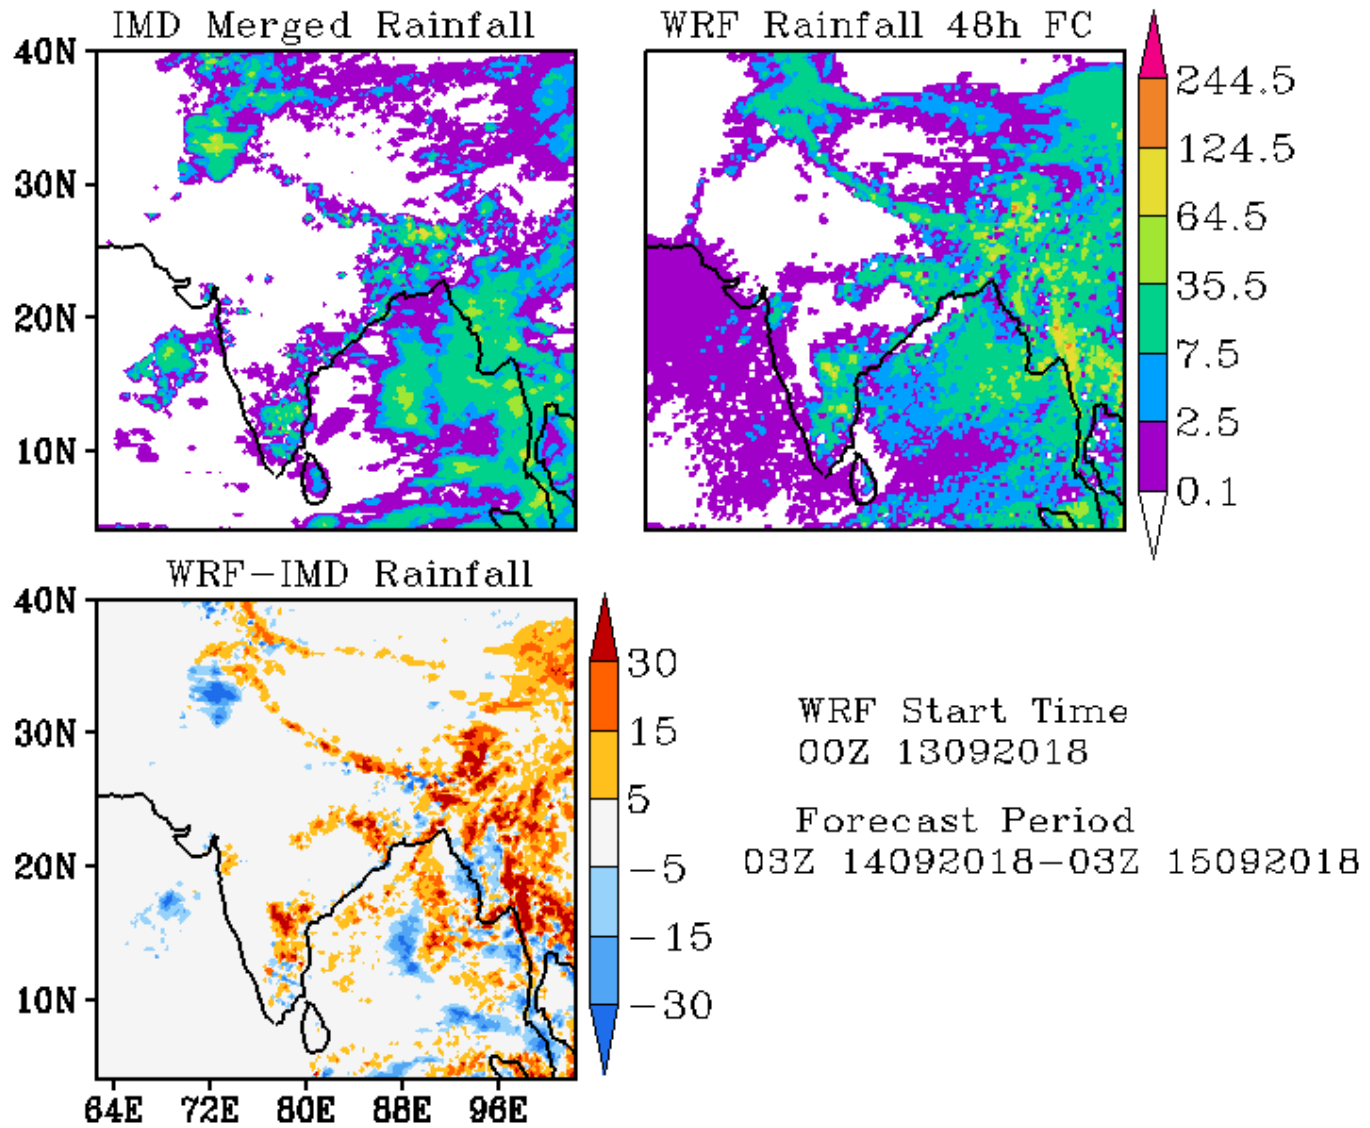 IMD Merged Rainfall
WRF Rainfall 48h FC
40N
30N
20N
10N
244.5
124.5
64.5
35.5
7.5
2.5
0.1
WRF-IMD Rainfall
40N
30N
20N
10N
64E 72E 80E 88E 96E
30
15
5
-5
-15
-30
WRF Start Time
00Z 13092018
Forecast Period
03Z 14092018-03Z 15092018